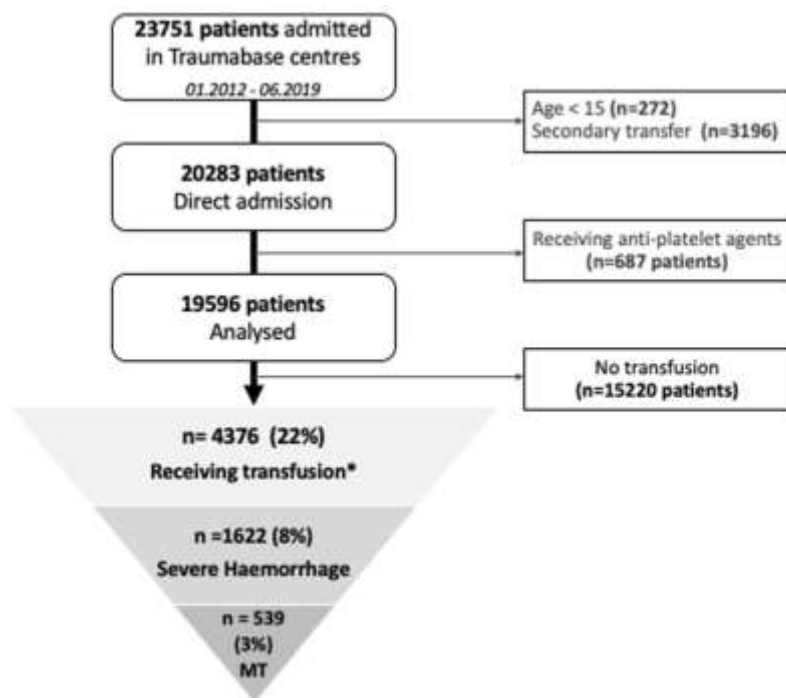 23751 patients admitted
in Traumabase centres
01.2012 - 06.2019
Age < 15 (n=272)
Secondary transfer (n=3196)
20283 patients
Direct admission
Receiving anti-platelet agents
(n=687 patients)
19596 patients
Analysed
No transfusion
(n=15220 patients)
n= 4376 (22%)
Receiving transfusion*
n =1622 (8%)
Severe Haemorrhage
n = 539
(3%)
MT